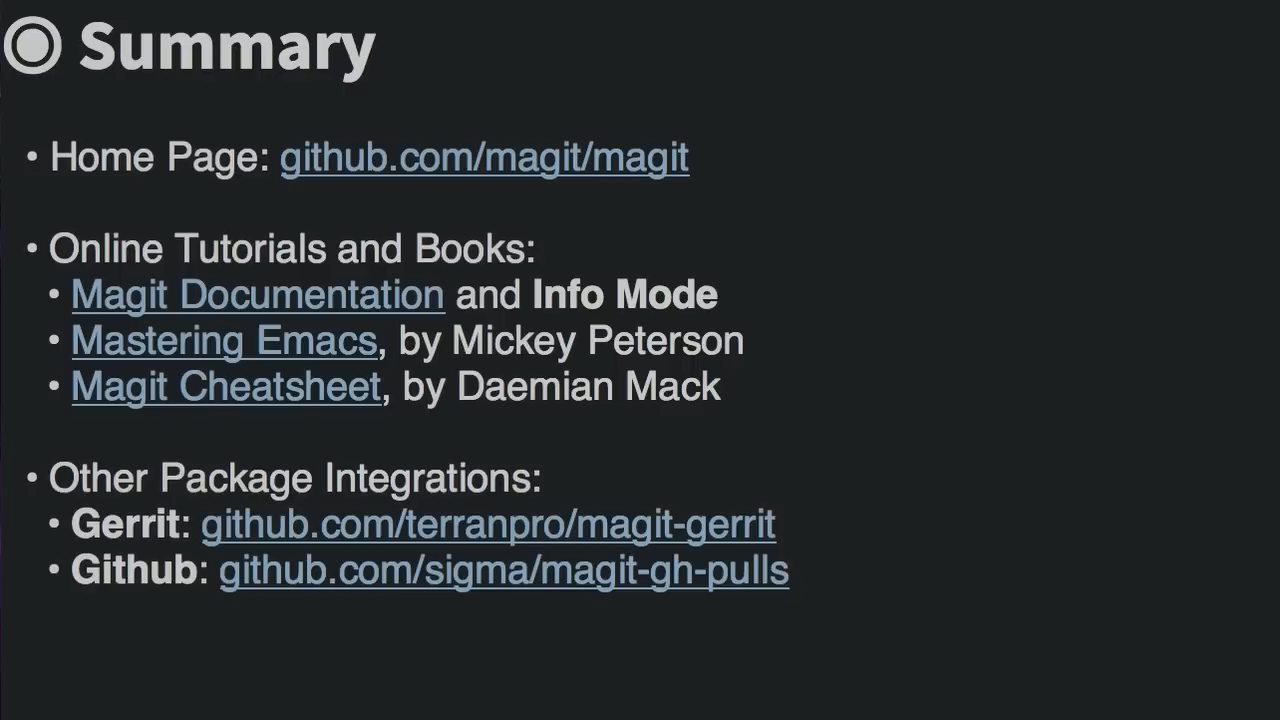 Summary
• Home Page: github.com/magit/magit
• Online Tutorials and Books:
• Magit Documentation and Info Mode
• Mastering Emacs, by Mickey Peterson
• Magit Cheatsheet, by Daemian Mack
• Other Package Integrations:
• Gerrit: github.com/terranpro/magit-gerrit
• Github: github.com/sigma/magit-gh-pulls